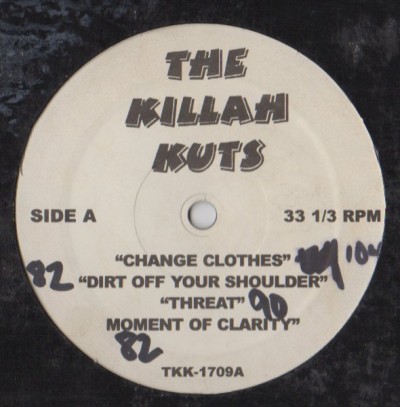 THE
KILLAH
KUTS
SIDE A 33 1/3 RPM
"CHANGE CLOTHES" 104
82 "DIRT OFF YOUR SHOULDER"
"THREAT" 90
MOMENT OF CLARITY"
82
TKK-1709A